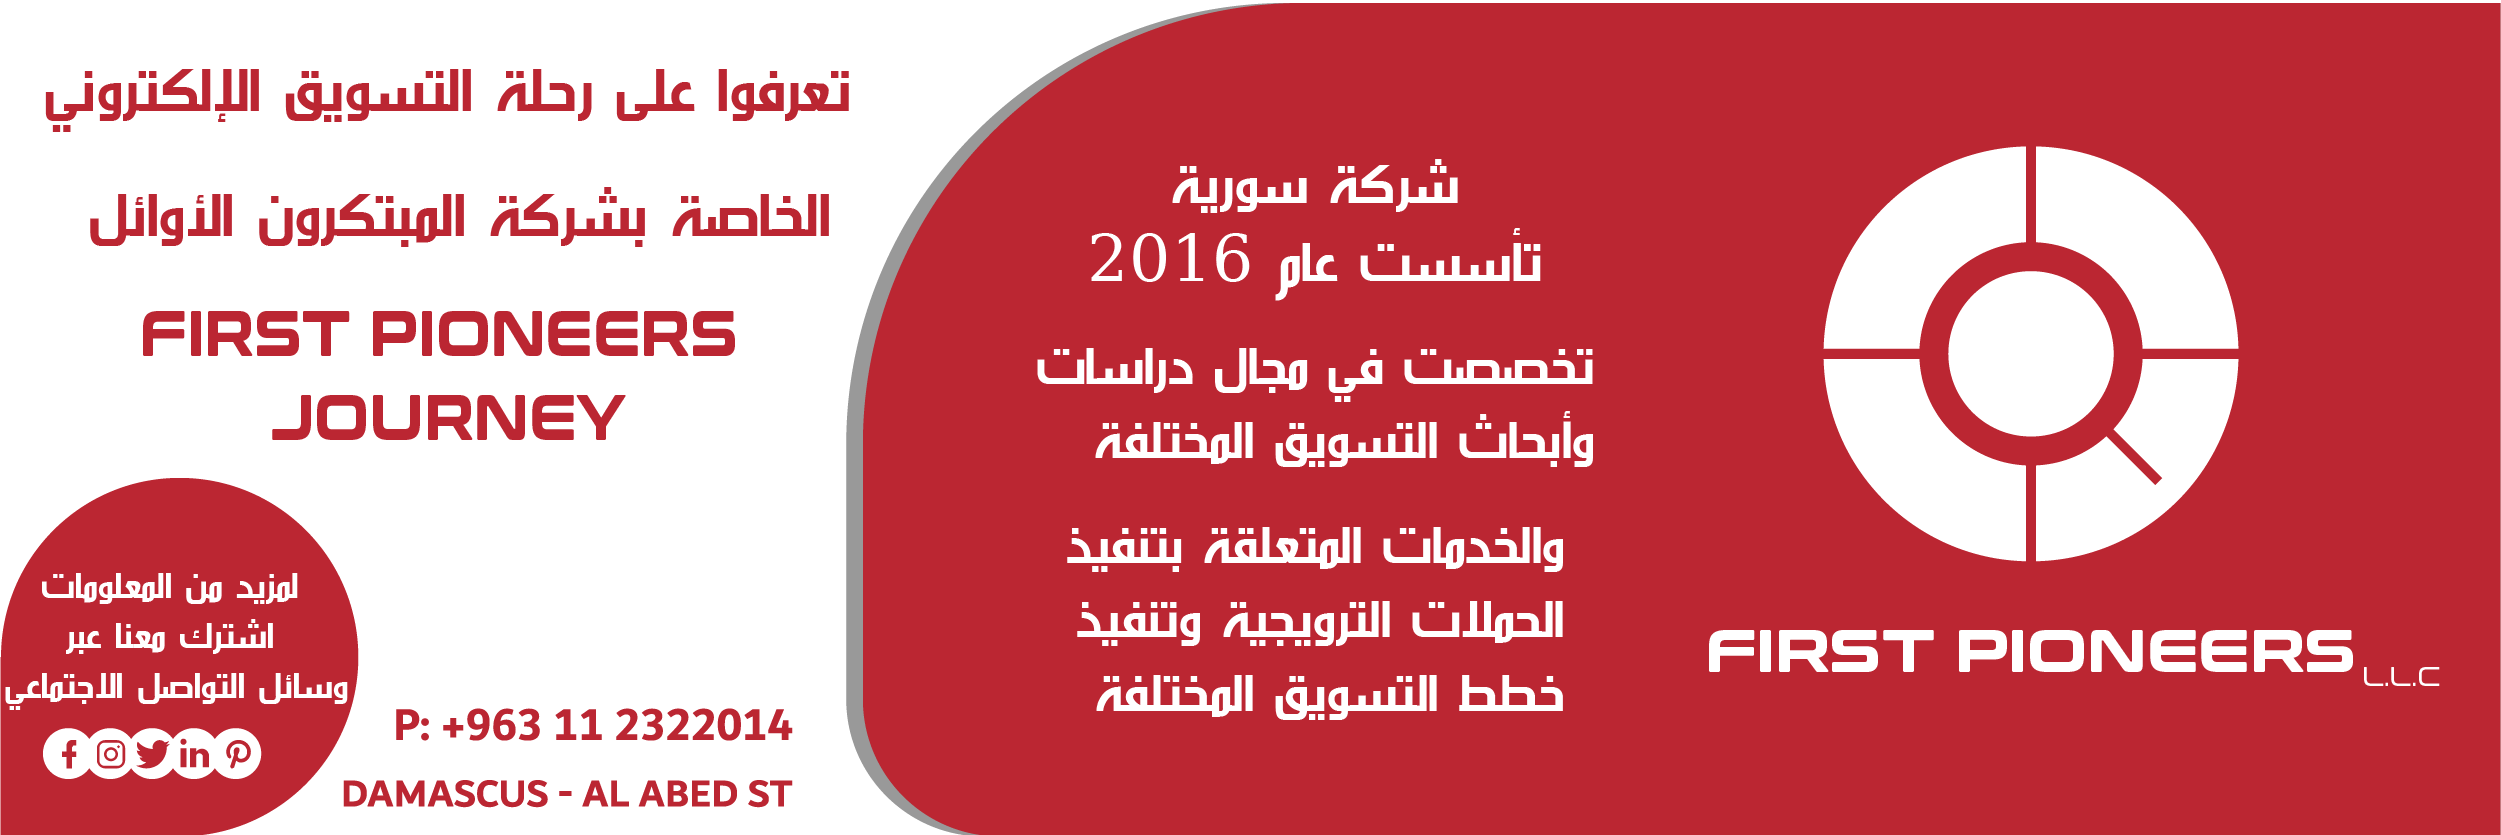 تعرفوا على رحلة التسويق الإلكتروني
الخاصة بشركة المبتكرون الأوائل
FIRST PIONEERS
JOURNEY
لمزيد من المعلومات
اشترك معنا عبر
وسائل التواصل الاجتماعي
P: +963 11 2322014
DAMASCUS - AL ABED ST
شركة سورية
تأسست عام 2016
تخصصت في مجال دراسات
وأبحاث التسويق المختلفة
والخدمات المتعلقة بتنفيذ
الحملات الترويجية وتنفيذ
خطط التسويق المختلفة
FIRST PIONEERS L.L.C